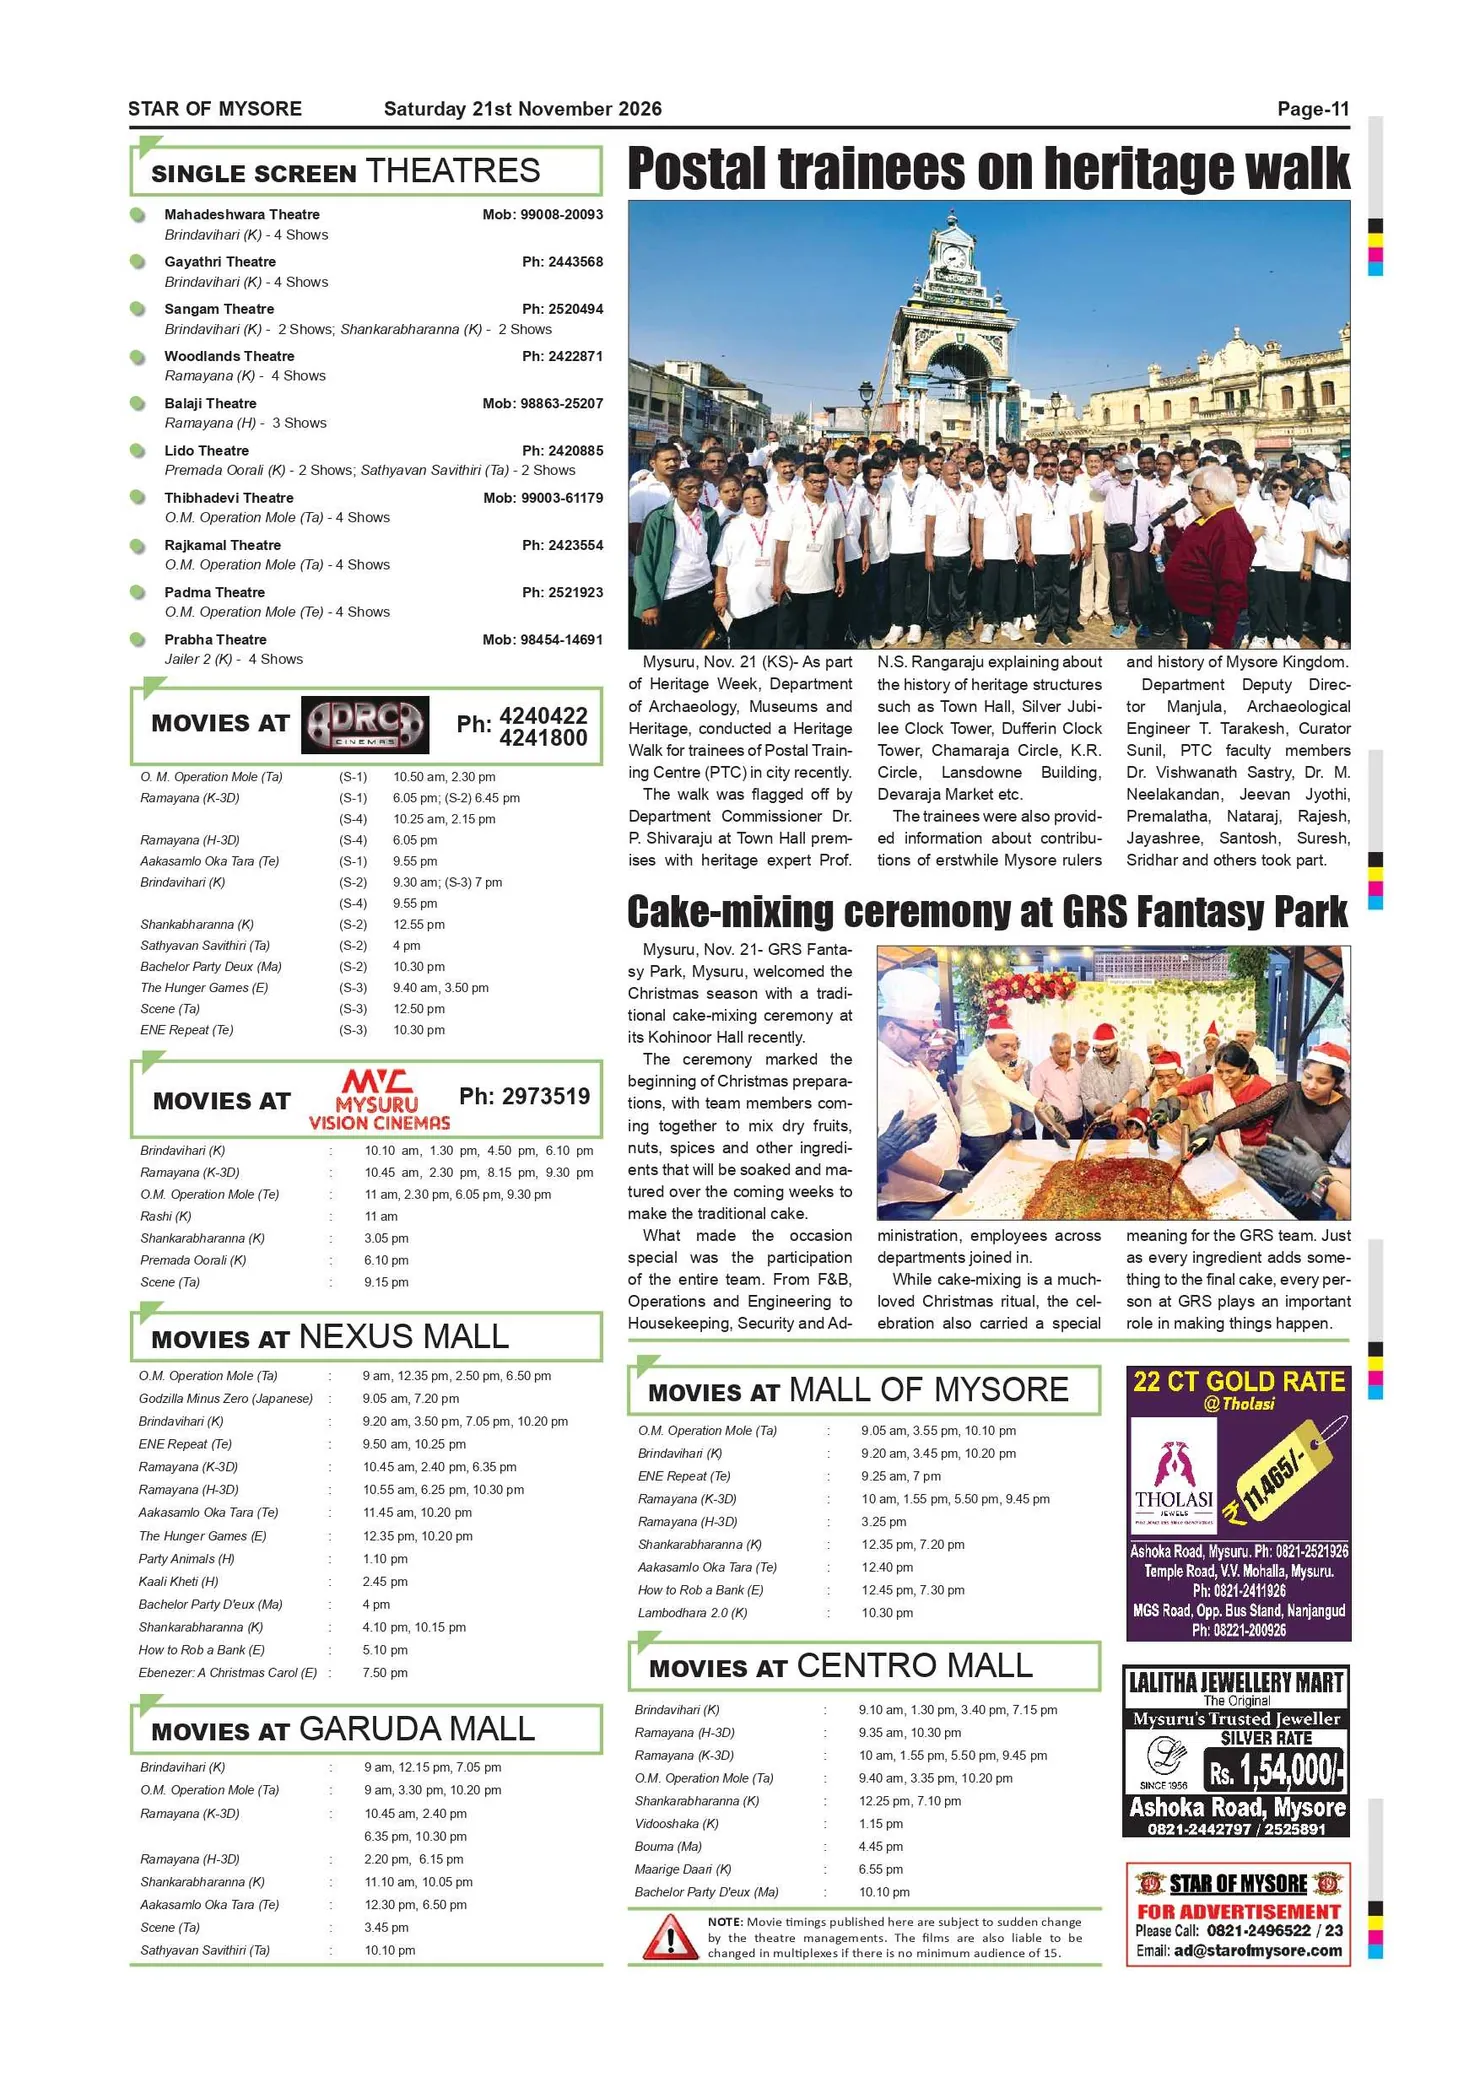 STAR OF MYSORE Saturday 21st November 2026 Page-11
SINGLE SCREEN THEATRES
Mahadeshwara Theatre Mob: 99008-20093
Brindavihari (K) - 4 Shows
Gayathri Theatre Ph: 2443568
Brindavihari (K) - 4 Shows
Sangam Theatre Ph: 2520494
Brindavihari (K) - 2 Shows; Shankarabharanna (K) - 2 Shows
Woodlands Theatre Ph: 2422871
Ramayana (K) - 4 Shows
Balaji Theatre Mob: 98863-25207
Ramayana (H) - 3 Shows
Lido Theatre Ph: 2420885
Premada Oorali (K) - 2 Shows; Sathyavan Savithiri (Ta) - 2 Shows
Thibhadevi Theatre Mob: 99003-61179
O.M. Operation Mole (Ta) - 4 Shows
Rajkamal Theatre Ph: 2423554
O.M. Operation Mole (Ta) - 4 Shows
Padma Theatre Ph: 2521923
O.M. Operation Mole (Te) - 4 Shows
Prabha Theatre Mob: 98454-14691
Jailer 2 (K) - 4 Shows
MOVIES AT DRC CINEMAS Ph: 4240422
4241800
O. M. Operation Mole (Ta) (S-1) 10.50 am, 2.30 pm
Ramayana (K-3D) (S-1) 6.05 pm; (S-2) 6.45 pm
(S-4) 10.25 am, 2.15 pm
Ramayana (H-3D) (S-4) 6.05 pm
Aakasamlo Oka Tara (Te) (S-1) 9.55 pm
Brindavihari (K) (S-2) 9.30 am; (S-3) 7 pm
(S-4) 9.55 pm
Shankabharanna (K) (S-2) 12.55 pm
Sathyavan Savithiri (Ta) (S-2) 4 pm
Bachelor Party Deux (Ma) (S-2) 10.30 pm
The Hunger Games (E) (S-3) 9.40 am, 3.50 pm
Scene (Ta) (S-3) 12.50 pm
ENE Repeat (Te) (S-3) 10.30 pm
MOVIES AT MVC MYSURU VISION CINEMAS Ph: 2973519
Brindavihari (K) : 10.10 am, 1.30 pm, 4.50 pm, 6.10 pm
Ramayana (K-3D) : 10.45 am, 2.30 pm, 8.15 pm, 9.30 pm
O.M. Operation Mole (Te) : 11 am, 2.30 pm, 6.05 pm, 9.30 pm
Rashi (K) : 11 am
Shankarabharanna (K) : 3.05 pm
Premada Oorali (K) : 6.10 pm
Scene (Ta) : 9.15 pm
MOVIES AT NEXUS MALL
O.M. Operation Mole (Ta) : 9 am, 12.35 pm, 2.50 pm, 6.50 pm
Godzilla Minus Zero (Japanese) : 9.05 am, 7.20 pm
Brindavihari (K) : 9.20 am, 3.50 pm, 7.05 pm, 10.20 pm
ENE Repeat (Te) : 9.50 am, 10.25 pm
Ramayana (K-3D) : 10.45 am, 2.40 pm, 6.35 pm
Ramayana (H-3D) : 10.55 am, 6.25 pm, 10.30 pm
Aakasamlo Oka Tara (Te) : 11.45 am, 10.20 pm
The Hunger Games (E) : 12.35 pm, 10.20 pm
Party Animals (H) : 1.10 pm
Kaali Kheti (H) : 2.45 pm
Bachelor Party D'eux (Ma) : 4 pm
Shankarabharanna (K) : 4.10 pm, 10.15 pm
How to Rob a Bank (E) : 5.10 pm
Ebenezer: A Christmas Carol (E) : 7.50 pm
MOVIES AT GARUDA MALL
Brindavihari (K) : 9 am, 12.15 pm, 7.05 pm
O.M. Operation Mole (Ta) : 9 am, 3.30 pm, 10.20 pm
Ramayana (K-3D) : 10.45 am, 2.40 pm
6.35 pm, 10.30 pm
Ramayana (H-3D) : 2.20 pm, 6.15 pm
Shankarabharanna (K) : 11.10 am, 10.05 pm
Aakasamlo Oka Tara (Te) : 12.30 pm, 6.50 pm
Scene (Ta) : 3.45 pm
Sathyavan Savithiri (Ta) : 10.10 pm
Postal trainees on heritage walk
Mysuru, Nov. 21 (KS)- As part
of Heritage Week, Department
of Archaeology, Museums and
Heritage, conducted a Heritage
Walk for trainees of Postal Train-
ing Centre (PTC) in city recently.
The walk was flagged off by
Department Commissioner Dr.
P. Shivaraju at Town Hall prem-
ises with heritage expert Prof.
N.S. Rangaraju explaining about
the history of heritage structures
such as Town Hall, Silver Jubi-
lee Clock Tower, Dufferin Clock
Tower, Chamaraja Circle, K.R.
Circle, Lansdowne Building,
Devaraja Market etc.
The trainees were also provid-
ed information about contribu-
tions of erstwhile Mysore rulers
and history of Mysore Kingdom.
Department Deputy Direc-
tor Manjula, Archaeological
Engineer T. Tarakesh, Curator
Sunil, PTC faculty members
Dr. Vishwanath Sastry, Dr. M.
Neelakandan, Jeevan Jyothi,
Premalatha, Nataraj, Rajesh,
Jayashree, Santosh, Suresh,
Sridhar and others took part.
Cake-mixing ceremony at GRS Fantasy Park
Mysuru, Nov. 21- GRS Fanta-
sy Park, Mysuru, welcomed the
Christmas season with a tradi-
tional cake-mixing ceremony at
its Kohinoor Hall recently.
The ceremony marked the
beginning of Christmas prepara-
tions, with team members com-
ing together to mix dry fruits,
nuts, spices and other ingredi-
ents that will be soaked and ma-
tured over the coming weeks to
make the traditional cake.
What made the occasion
special was the participation
of the entire team. From F&B,
Operations and Engineering to
Housekeeping, Security and Ad-
ministration, employees across
departments joined in.
While cake-mixing is a much-
loved Christmas ritual, the cel-
ebration also carried a special
meaning for the GRS team. Just
as every ingredient adds some-
thing to the final cake, every per-
son at GRS plays an important
role in making things happen.
MOVIES AT MALL OF MYSORE
O.M. Operation Mole (Ta) : 9.05 am, 3.55 pm, 10.10 pm
Brindavihari (K) : 9.20 am, 3.45 pm, 10.20 pm
ENE Repeat (Te) : 9.25 am, 7 pm
Ramayana (K-3D) : 10 am, 1.55 pm, 5.50 pm, 9.45 pm
Ramayana (H-3D) : 3.25 pm
Shankarabharanna (K) : 12.35 pm, 7.20 pm
Aakasamlo Oka Tara (Te) : 12.40 pm
How to Rob a Bank (E) : 12.45 pm, 7.30 pm
Lambodhara 2.0 (K) : 10.30 pm
MOVIES AT CENTRO MALL
Brindavihari (K) : 9.10 am, 1.30 pm, 3.40 pm, 7.15 pm
Ramayana (H-3D) : 9.35 am, 10.30 pm
Ramayana (K-3D) : 10 am, 1.55 pm, 5.50 pm, 9.45 pm
O.M. Operation Mole (Ta) : 9.40 am, 3.35 pm, 10.20 pm
Shankarabharanna (K) : 12.25 pm, 7.10 pm
Vidooshaka (K) : 1.15 pm
Bouma (Ma) : 4.45 pm
Maarige Daari (K) : 6.55 pm
Bachelor Party D'eux (Ma) : 10.10 pm
NOTE: Movie timings published here are subject to sudden change
by the theatre managements. The films are also liable to be
changed in multiplexes if there is no minimum audience of 15.
22 CT GOLD RATE
@ Tholasi
THOLASI
JEWELS
₹ 11,465/-
Ashoka Road, Mysuru. Ph: 0821-2521926
Temple Road, V.V. Mohalla, Mysuru.
Ph: 0821-2411926
MGS Road, Opp. Bus Stand, Nanjangud
Ph: 08221-200926
LALITHA JEWELLERY MART
The Original
Mysuru's Trusted Jeweller
SILVER RATE
SINCE 1956
Rs. 1,54,000/-
Ashoka Road, Mysore
0821-2442797 / 2525891
STAR OF MYSORE
FOR ADVERTISEMENT
Please Call: 0821-2496522 / 23
Email: ad@starofmysore.com